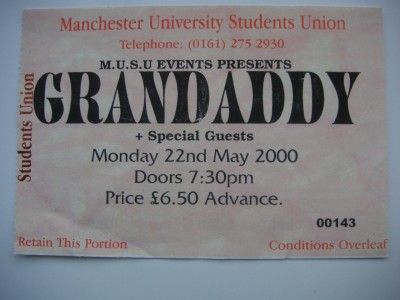 Manchester University Students Union
Telephone: (0161) 275 2930
M.U.S.U EVENTS PRESENTS
GRANDADDY
+ Special Guests
Monday 22nd May 2000
Doors 7:30pm
Price £6.50 Advance.
00143
Retain This Portion
Conditions Overleaf
Students Union